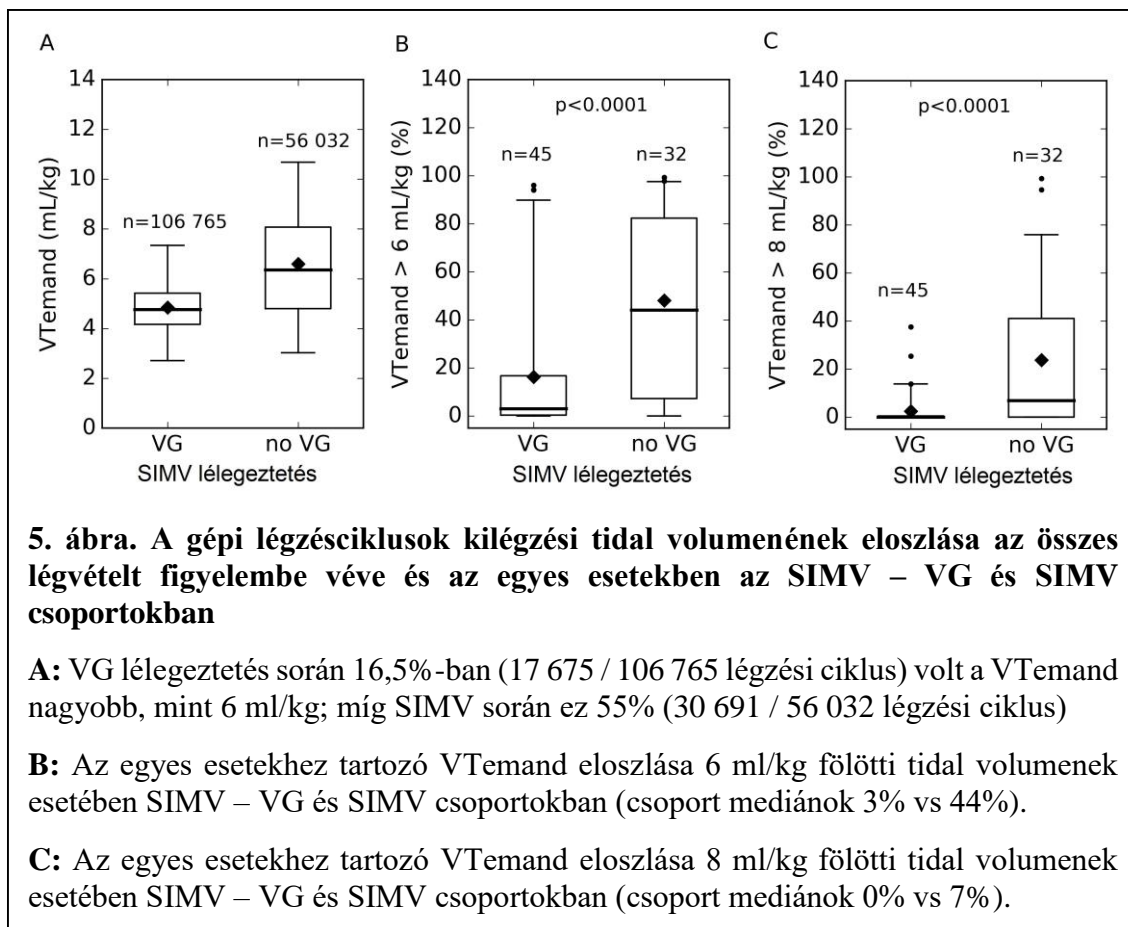 A
14
12
10
8
6
4
2
0
VTemand (mL/kg)
n=106 765
n=56 032
VG
no VG
SIMV lélegeztetés
B
140
120
100
80
60
40
20
0
VTemand > 6 mL/kg (%)
p<0.0001
n=45
n=32
VG
no VG
SIMV lélegeztetés
C
140
120
100
80
60
40
20
0
VTemand > 8 mL/kg (%)
p<0.0001
n=45
n=32
VG
no VG
SIMV lélegeztetés
5. ábra. A gépi légzésciklusok kilégzési tidal volumenének eloszlása az összes
légvételt figyelembe véve és az egyes esetekben az SIMV – VG és SIMV
csoportokban
A: VG lélegeztetés során 16,5%-ban (17 675 / 106 765 légzési ciklus) volt a VTemand
nagyobb, mint 6 ml/kg; míg SIMV során ez 55% (30 691 / 56 032 légzési ciklus)
B: Az egyes esetekhez tartozó VTemand eloszlása 6 ml/kg fölötti tidal volumenek
esetében SIMV – VG és SIMV csoportokban (csoport mediánok 3% vs 44%).
C: Az egyes esetekhez tartozó VTemand eloszlása 8 ml/kg fölötti tidal volumenek
esetében SIMV – VG és SIMV csoportokban (csoport mediánok 0% vs 7%).